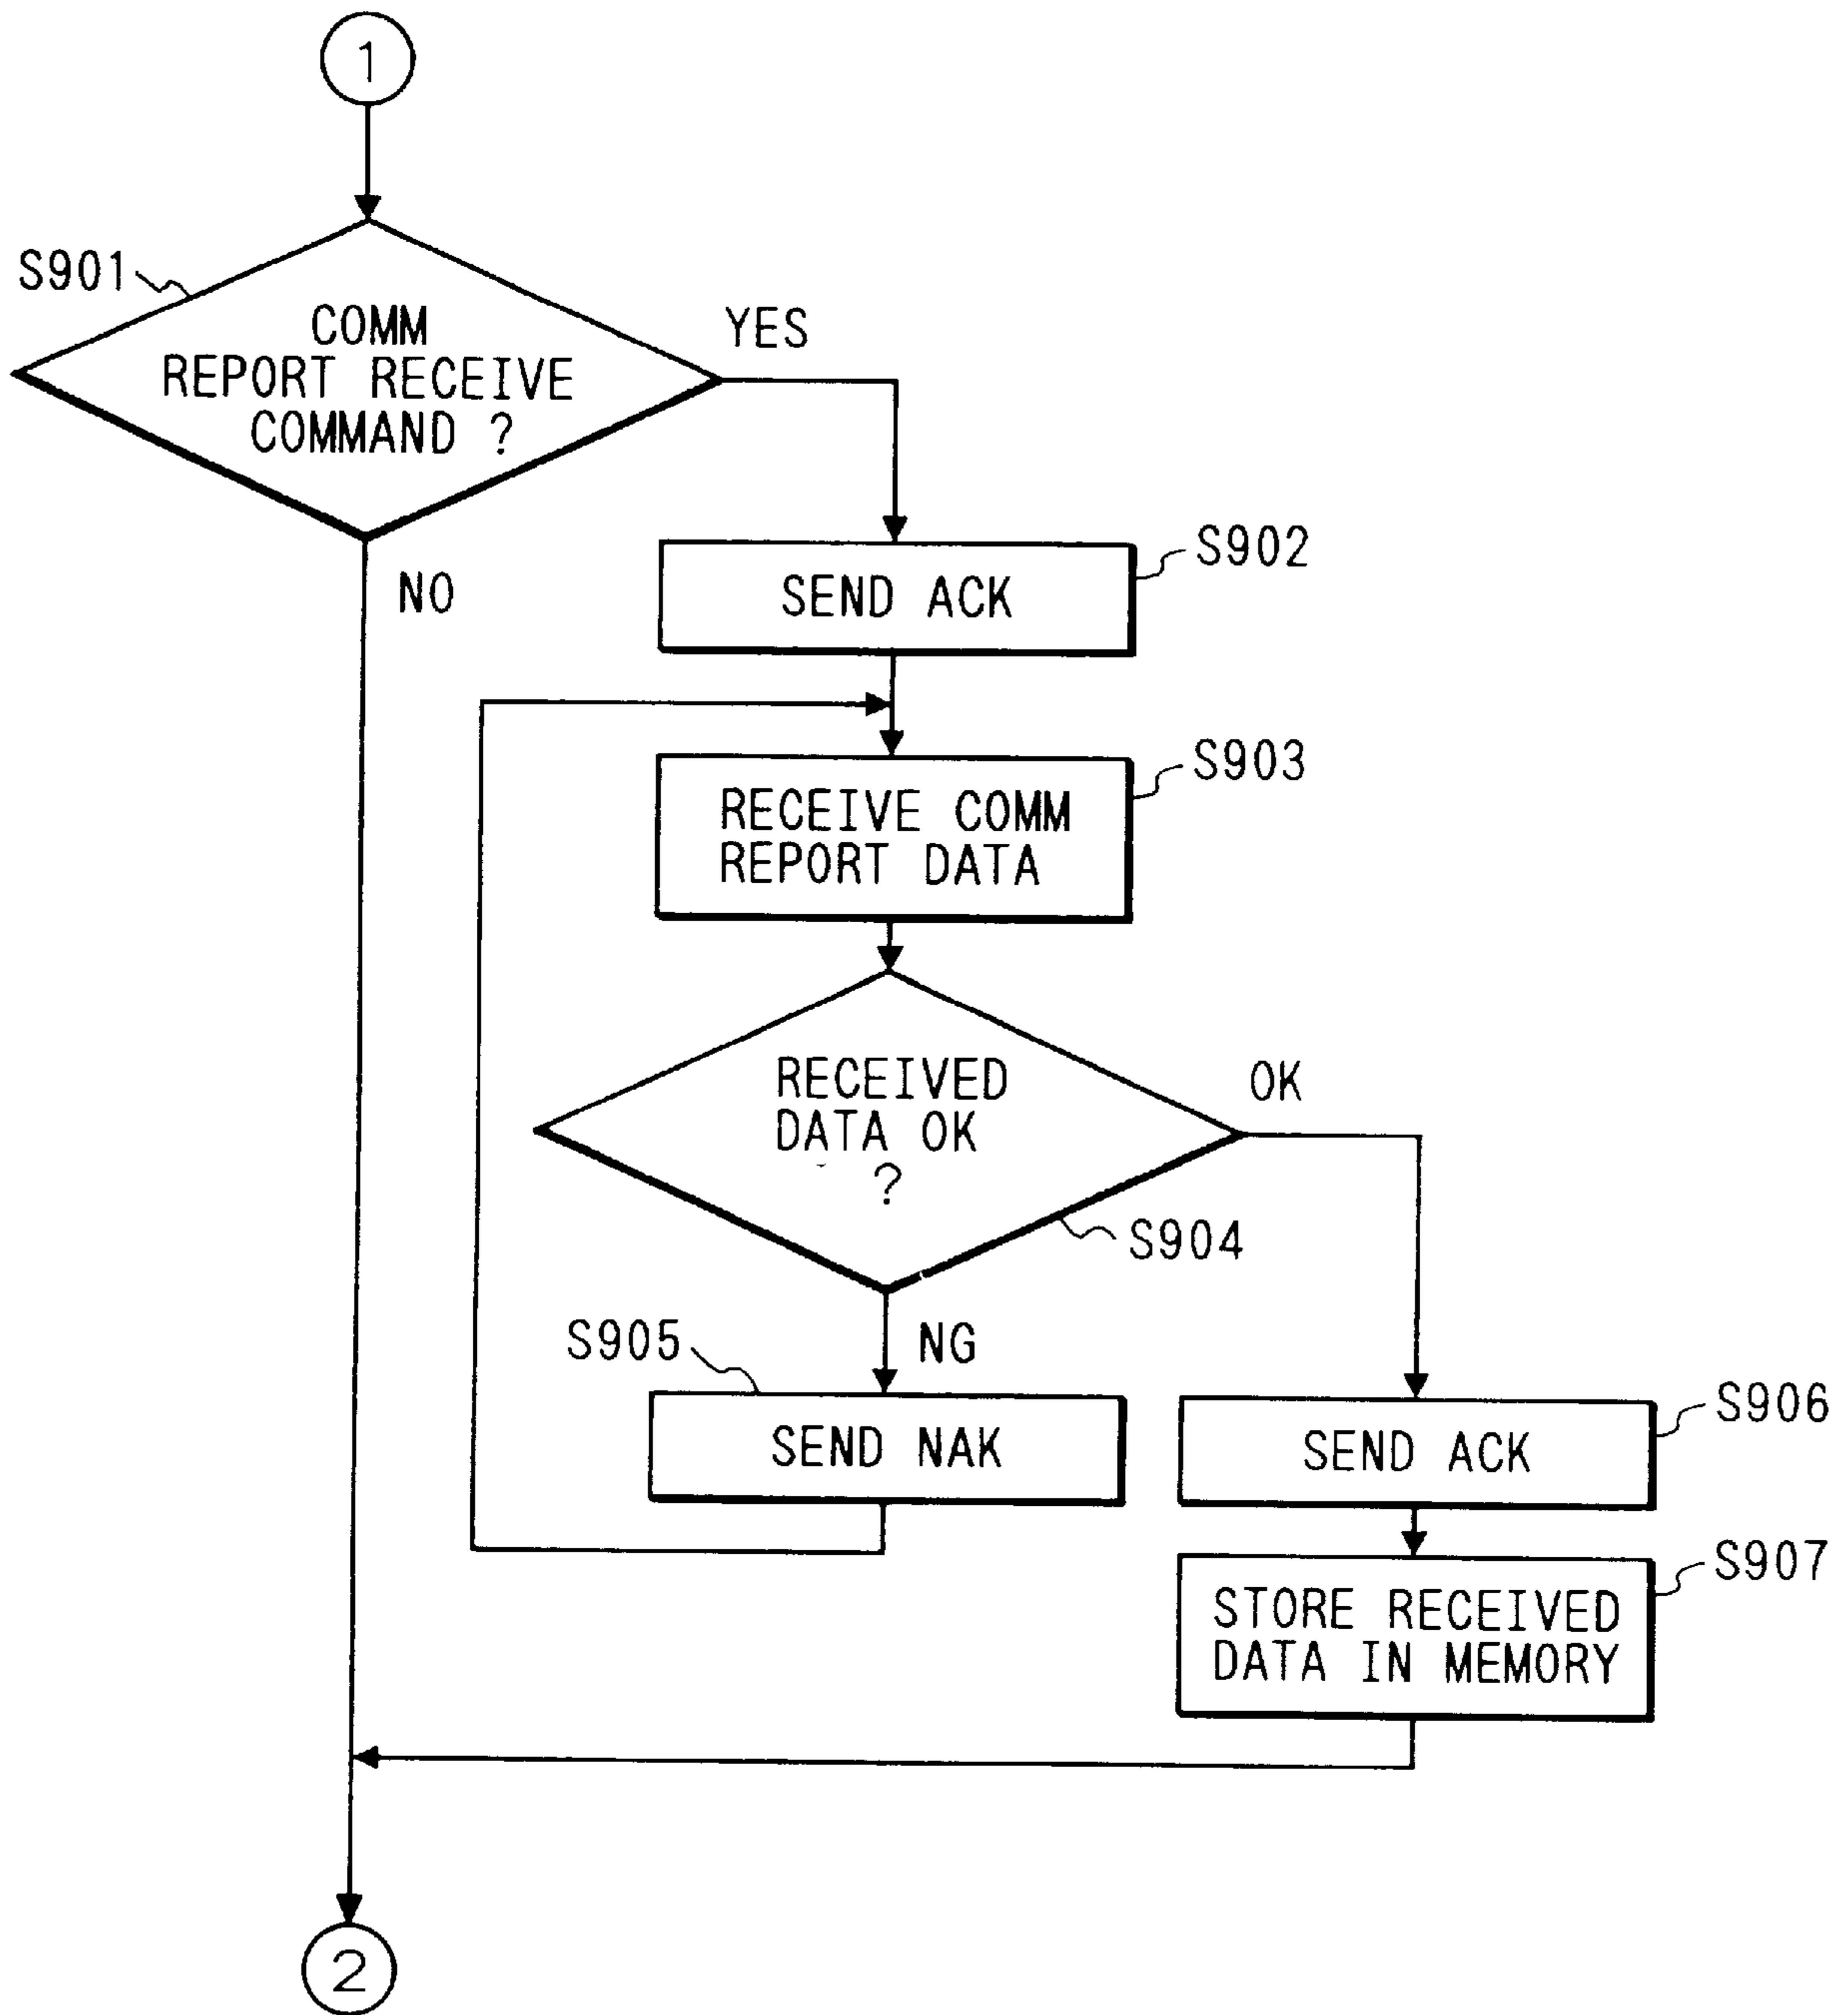 1
S901
COMM
REPORT RECEIVE
COMMAND ?
YES
NO
S902
SEND ACK
S903
RECEIVE COMM
REPORT DATA
RECEIVED
DATA OK
?
OK
S904
NG
S905
SEND NAK
S906
SEND ACK
S907
STORE RECEIVED
DATA IN MEMORY
2